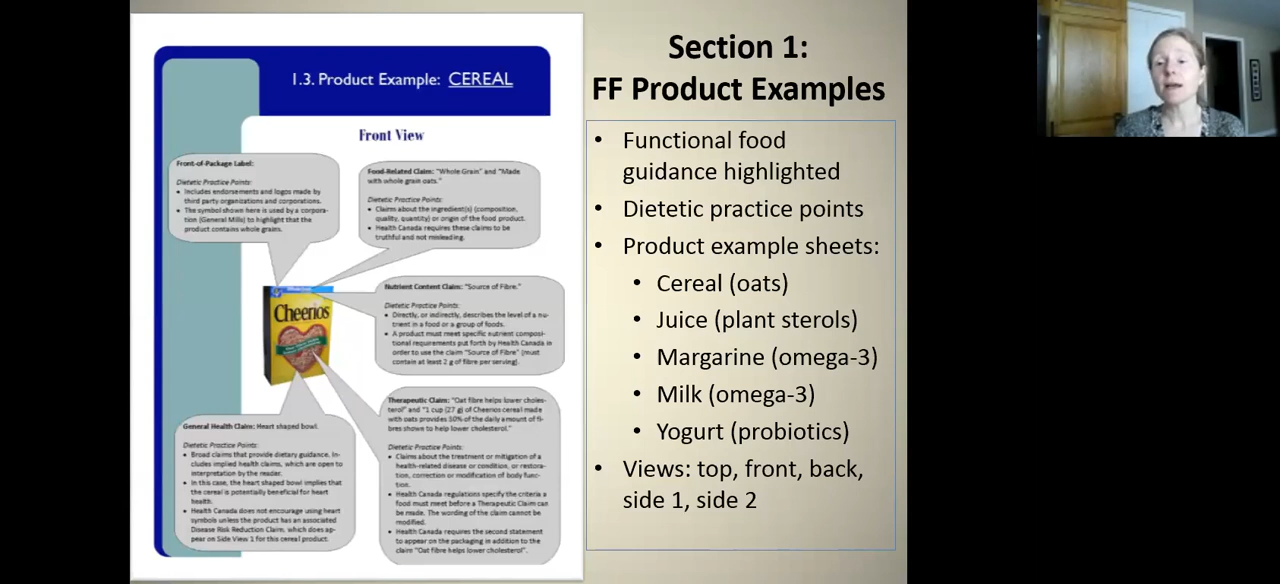 1.3. Product Example: CEREAL
Front View
Front-of-Package Label:
Dietetic Practice Points:
• Includes endorsements and logos made by
third party organizations and corporations.
• The symbol shown here is used by a corpora-
tion (General Mills) to highlight that the
product contains whole grains.
Food-Related Claim: "Whole Grain" and "Made
with whole grain oats."
Dietetic Practice Points:
• Claims about the ingredient(s) (composition,
quality, quantity) or origin of the food product.
• Health Canada requires these claims to be
truthful and not misleading.
Nutrient Content Claim: "Source of Fibre."
Dietetic Practice Points:
• Directly, or indirectly, describes the level of a nu-
trient in a food or a group of foods.
• A product must meet specific nutrient composi-
tional requirements put forth by Health Canada in
order to use the claim "Source of Fibre" (must
contain at least 2 g of fibre per serving).
Cheerios
General Health Claim: Heart shaped bowl.
Dietetic Practice Points:
• Broad claims that provide dietary guidance. In-
cludes implied health claims, which are open to
interpretation by the reader.
• In this case, the heart shaped bowl implies that
the cereal is potentially beneficial for heart
health.
• Health Canada does not encourage using heart
symbols unless the product has an associated
Disease Risk Reduction Claim, which does ap-
pear on Side View 1 for this cereal product.
Therapeutic Claim: "Oat fibre helps lower choles-
terol" and "1 cup (27 g) of Cheerios cereal made
with oats provides 30% of the daily amount of fi-
bres shown to help lower cholesterol."
Dietetic Practice Points:
• Claims about the treatment or mitigation of a
health-related disease or condition, or restora-
tion, correction or modification of body func-
tion.
• Health Canada regulations specify the criteria a
food must meet before a Therapeutic Claim can
be made. The wording of the claim cannot be
modified.
• Health Canada requires the second statement
to appear on the packaging in addition to the
claim "Oat fibre helps lower cholesterol".
Section 1:
FF Product Examples
• Functional food
guidance highlighted
• Dietetic practice points
• Product example sheets:
• Cereal (oats)
• Juice (plant sterols)
• Margarine (omega-3)
• Milk (omega-3)
• Yogurt (probiotics)
• Views: top, front, back,
side 1, side 2